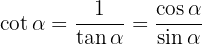 cot α = 1 / tan α = cos α / sin α